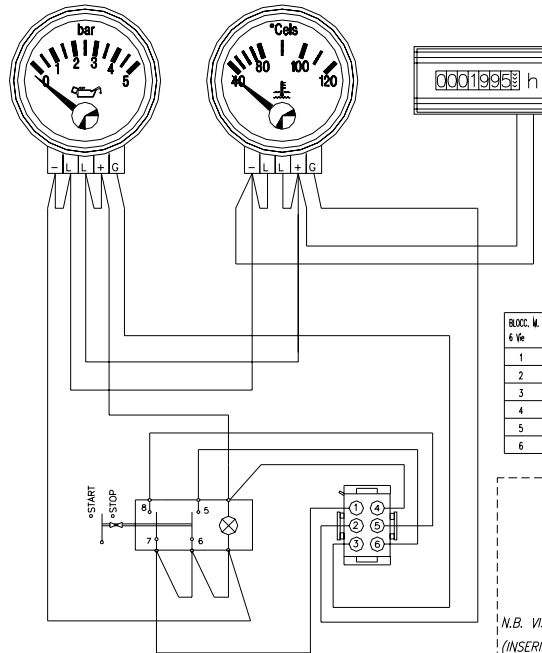 bar
0 1 2 3 4 5
- L L + G
°Cels
40 80 100 120
- L L + G
0001995 h
BLOCC. M.
6 Vie
1
2
3
4
5
6
°START
°STOP
8 5
7 6
1 4
2 5
3 6
N.B. VI
(INSERI